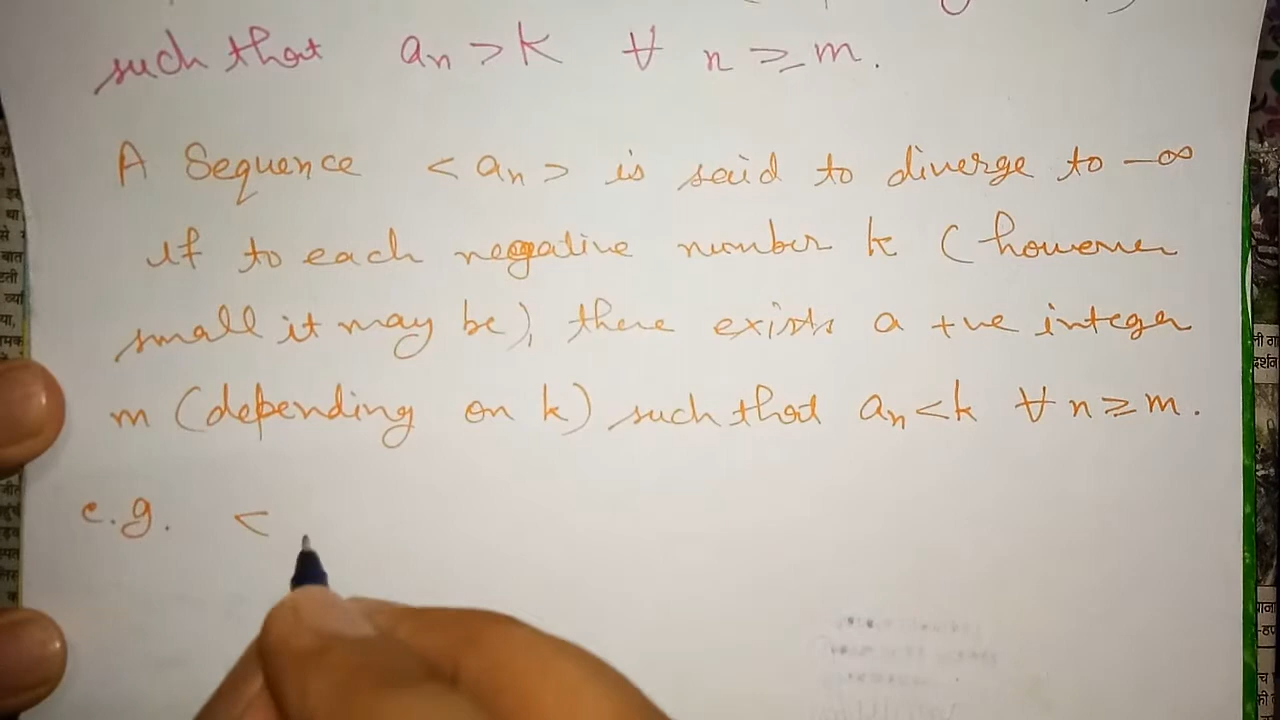 such that an > K ∀ n ≥ m.
A Sequence < an > is said to diverge to -∞
if to each negative number k (however
small it may be), there exists a +ve integer
m (depending on k) such that an < k ∀ n ≥ m.
e.g. <